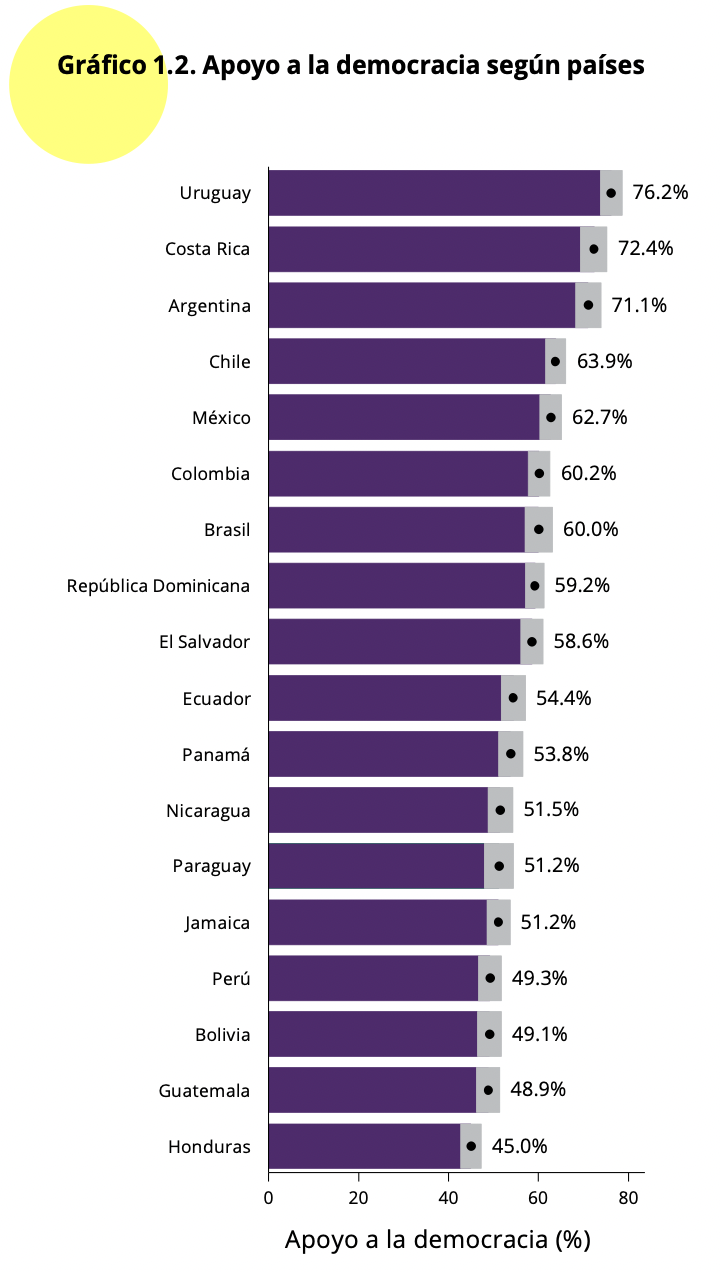 Gráfico 1.2. Apoyo a la democracia según países
Uruguay 76.2%
Costa Rica 72.4%
Argentina 71.1%
Chile 63.9%
México 62.7%
Colombia 60.2%
Brasil 60.0%
República Dominicana 59.2%
El Salvador 58.6%
Ecuador 54.4%
Panamá 53.8%
Nicaragua 51.5%
Paraguay 51.2%
Jamaica 51.2%
Perú 49.3%
Bolivia 49.1%
Guatemala 48.9%
Honduras 45.0%
0 20 40 60 80
Apoyo a la democracia (%)